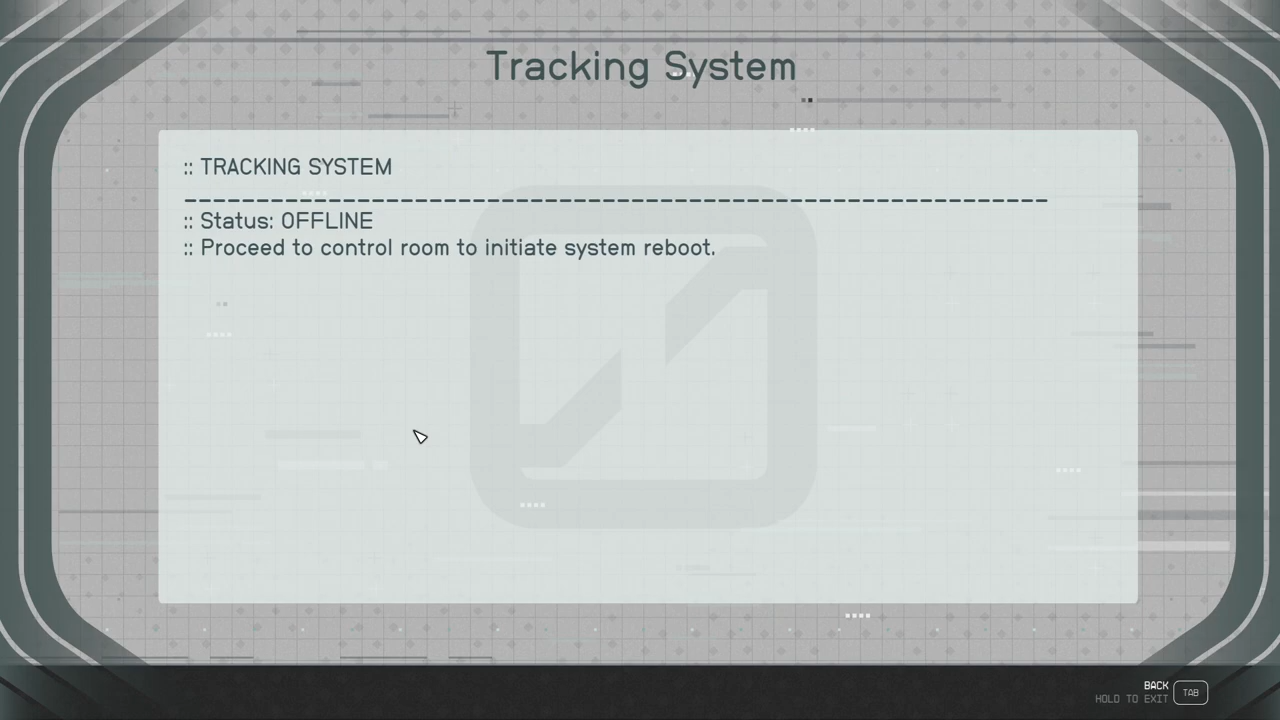 Tracking System
:: TRACKING SYSTEM
------------------------------------------------------------
:: Status: OFFLINE
:: Proceed to control room to initiate system reboot.
BACK
HOLD TO EXIT
TAB